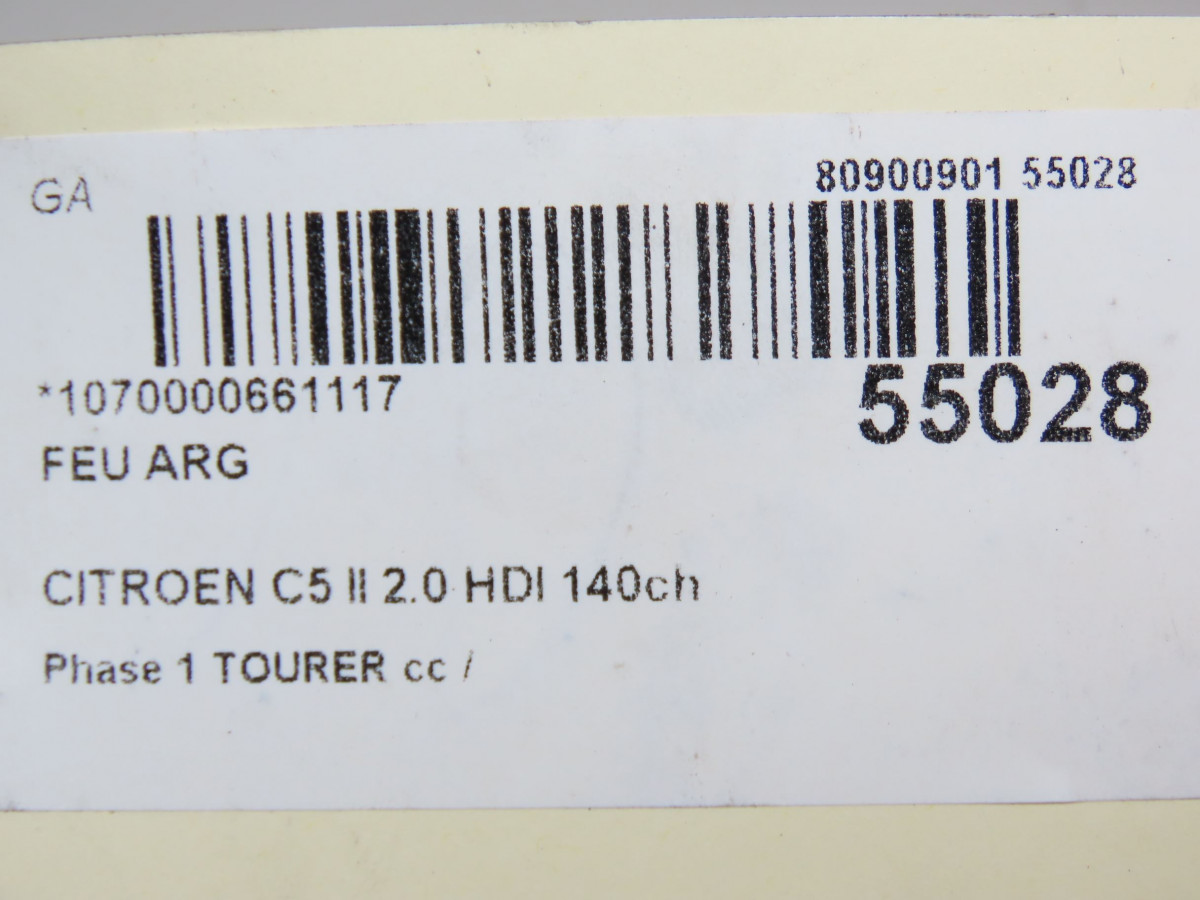 GA
80900901 55028
*1070000661117
55028
FEU ARG
CITROEN C5 II 2.0 HDI 140ch
Phase 1 TOURER cc /